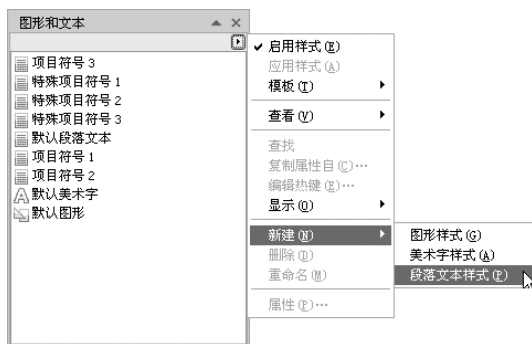 图形和文本
项目符号 3
特殊项目符号 1
特殊项目符号 2
特殊项目符号 3
默认段落文本
项目符号 1
项目符号 2
默认美术字
默认图形
启用样式(E)
应用样式(A)
模板(T)
查看(V)
查找
复制属性自(C)…
编辑热键(E)…
显示(O)
新建(N)
删除(D)
重命名(M)
属性(P)…
图形样式(G)
美术字样式(A)
段落文本样式(P)